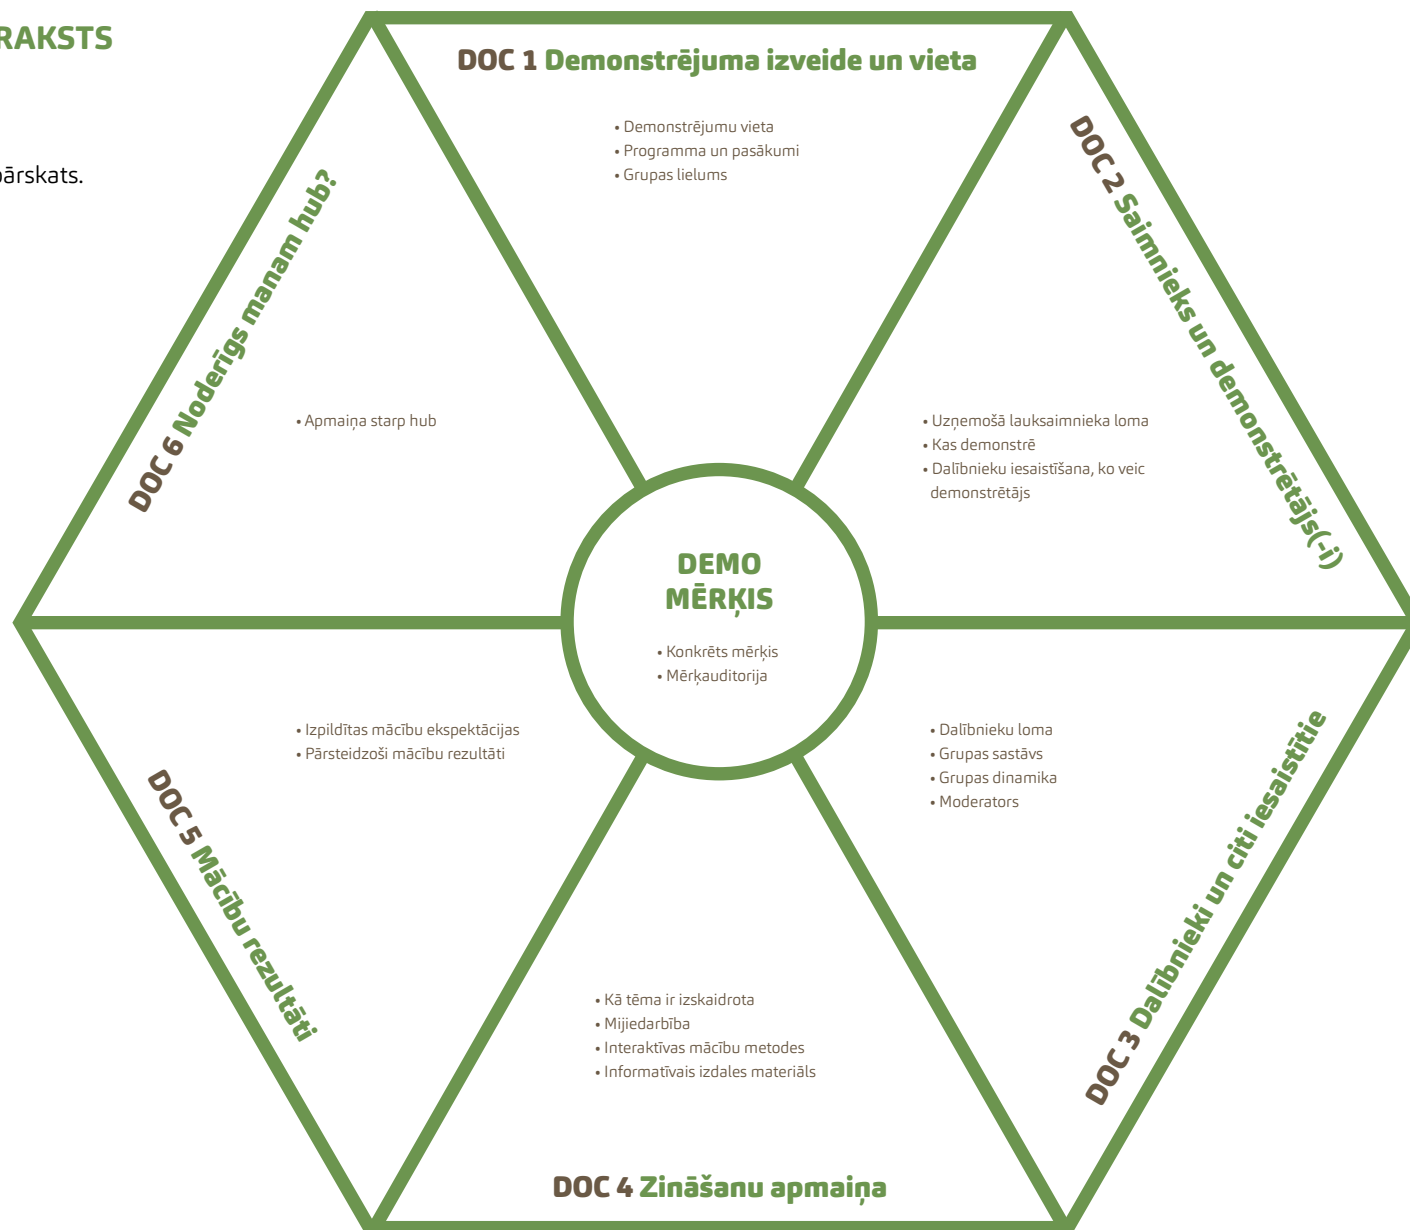 RAKSTS
DOC 1 Demonstrējuma izveide un vieta
• Demonstrējumu vieta
• Programma un pasākumi
• Grupas lielums
pārskats.
DOC 2 Saimnieks un demonstrētājs(-i)
• Uzņemošā lauksaimnieka loma
• Kas demonstrē
• Dalībnieku iesaistīšana, ko veic
demonstrētājs
DOC 6 Noderīgs manam hub?
• Apmaiņa starp hub
DEMO
MĒRĶIS
• Konkrēts mērķis
• Mērķauditorija
• Izpildītas mācību ekspektācijas
• Pārsteidzoši mācību rezultāti
DOC 5 Mācību rezultāti
• Dalībnieku loma
• Grupas sastāvs
• Grupas dinamika
• Moderators
DOC 3 Dalībnieki un citi iesaistītie
• Kā tēma ir izskaidrota
• Mijiedarbība
• Interaktīvas mācību metodes
• Informatīvais izdales materiāls
DOC 4 Zināšanu apmaiņa